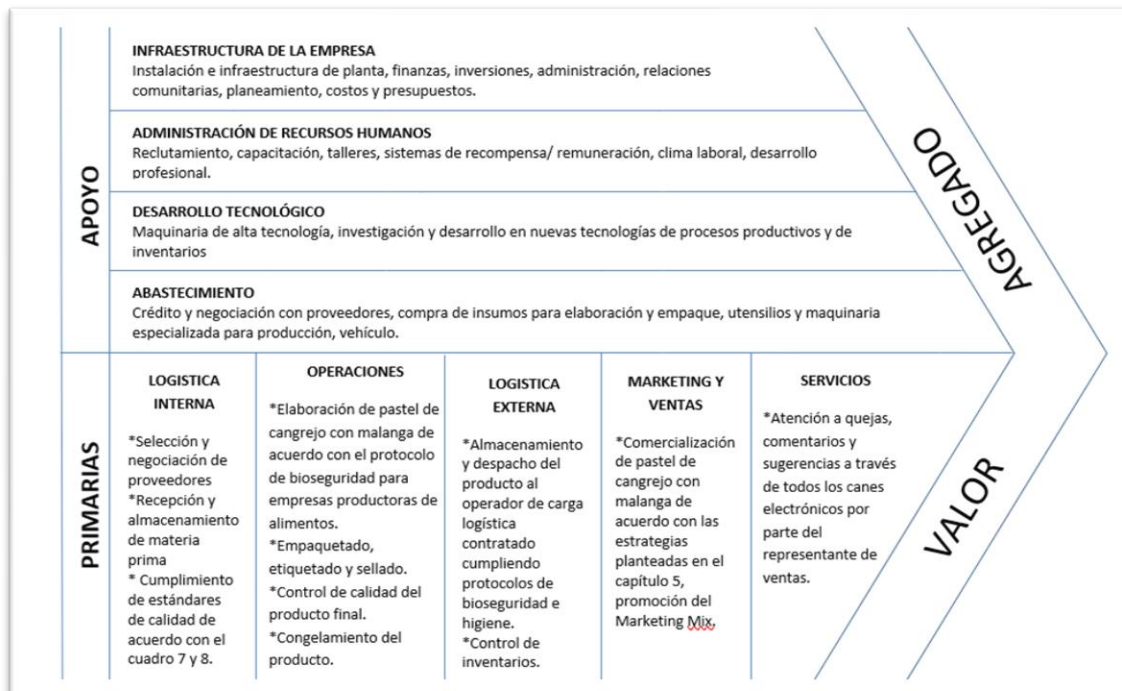 APOYO
INFRAESTRUCTURA DE LA EMPRESA
Instalación e infraestructura de planta, finanzas, inversiones, administración, relaciones
comunitarias, planeamiento, costos y presupuestos.
ADMINISTRACIÓN DE RECURSOS HUMANOS
Reclutamiento, capacitación, talleres, sistemas de recompensa/ remuneración, clima laboral, desarrollo
profesional.
DESARROLLO TECNOLÓGICO
Maquinaria de alta tecnología, investigación y desarrollo en nuevas tecnologías de procesos productivos y de
inventarios
ABASTECIMIENTO
Crédito y negociación con proveedores, compra de insumos para elaboración y empaque, utensilios y maquinaria
especializada para producción, vehículo.
AGREGADO
PRIMARIAS
LOGISTICA
INTERNA
*Selección y
negociación de
proveedores
*Recepción y
almacenamiento
de materia
prima
* Cumplimiento
de estándares
de calidad de
acuerdo con el
cuadro 7 y 8.
OPERACIONES
*Elaboración de pastel de
cangrejo con malanga de
acuerdo con el protocolo
de bioseguridad para
empresas productoras de
alimentos.
*Empaquetado,
etiquetado y sellado.
*Control de calidad del
producto final.
*Congelamiento del
producto.
LOGISTICA
EXTERNA
*Almacenamiento
y despacho del
producto al
operador de carga
logística
contratado
cumpliendo
protocolos de
bioseguridad e
higiene.
*Control de
inventarios.
MARKETING Y
VENTAS
*Comercialización
de pastel de
cangrejo con
malanga de
acuerdo con las
estrategias
planteadas en el
capítulo 5,
promoción del
Marketing Mix.
SERVICIOS
*Atención a quejas,
comentarios y
sugerencias a través
de todos los canes
electrónicos por
parte del
representante de
ventas.
VALOR